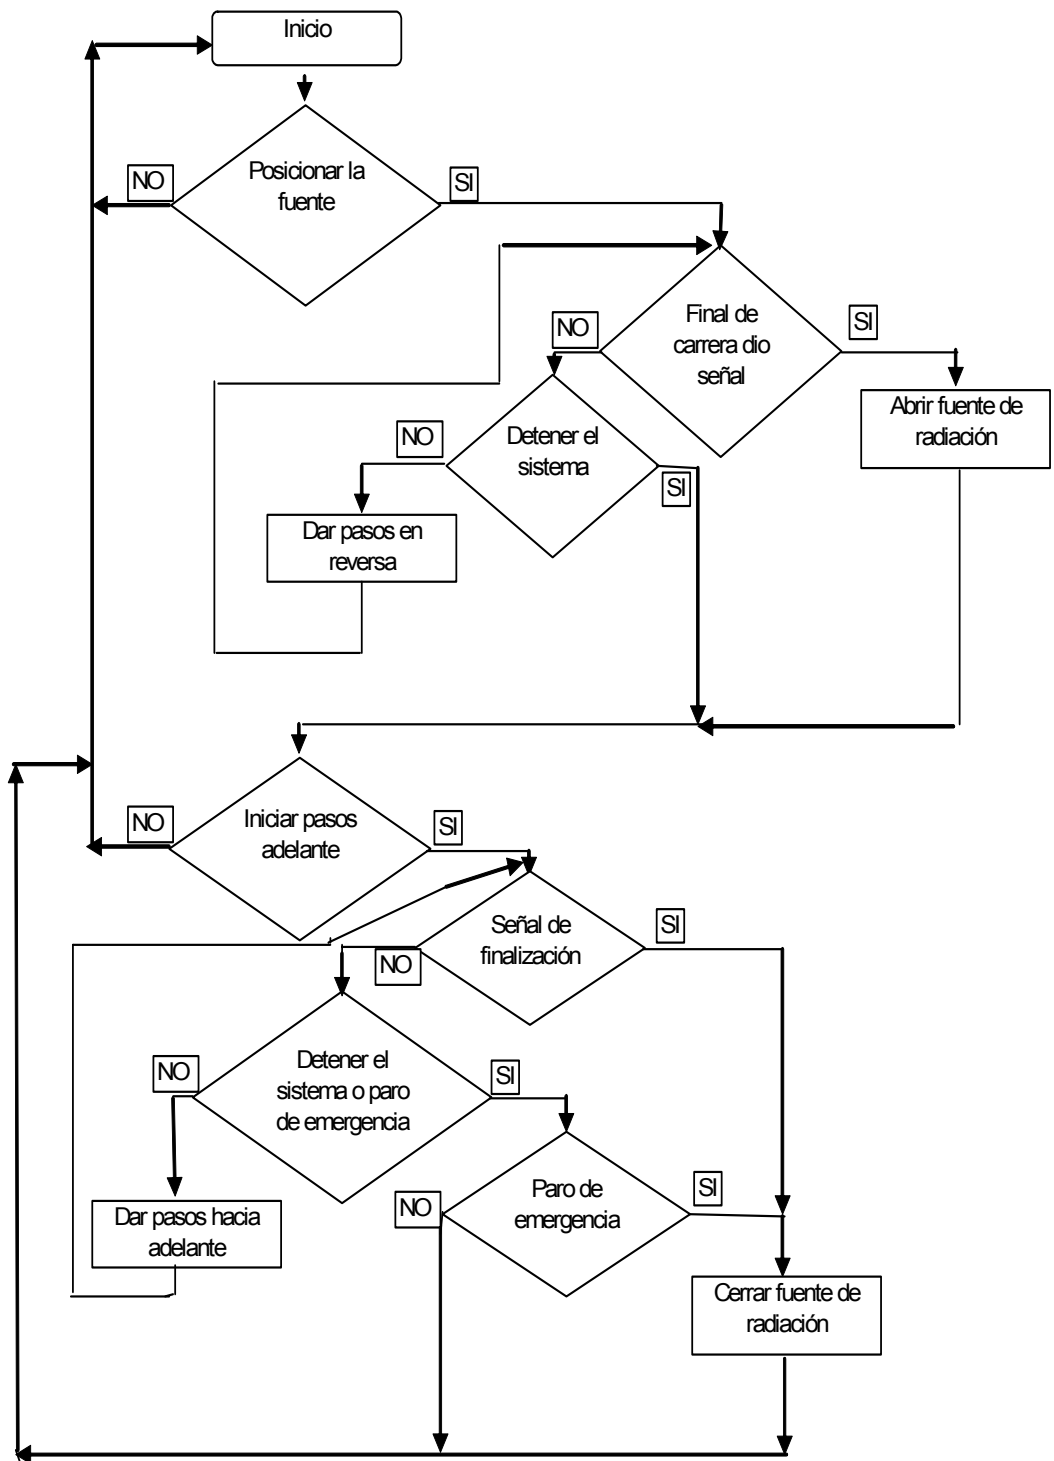 Inicio
Posicionar la
fuente
NO
SI
Final de
carrera dio
señal
NO
SI
Abrir fuente de
radiación
Detener el
sistema
NO
SI
Dar pasos en
reversa
Iniciar pasos
adelante
NO
SI
Señal de
finalización
NO
SI
Detener el
sistema o paro
de emergencia
NO
SI
Dar pasos hacia
adelante
Paro de
emergencia
NO
SI
Cerrar fuente de
radiación